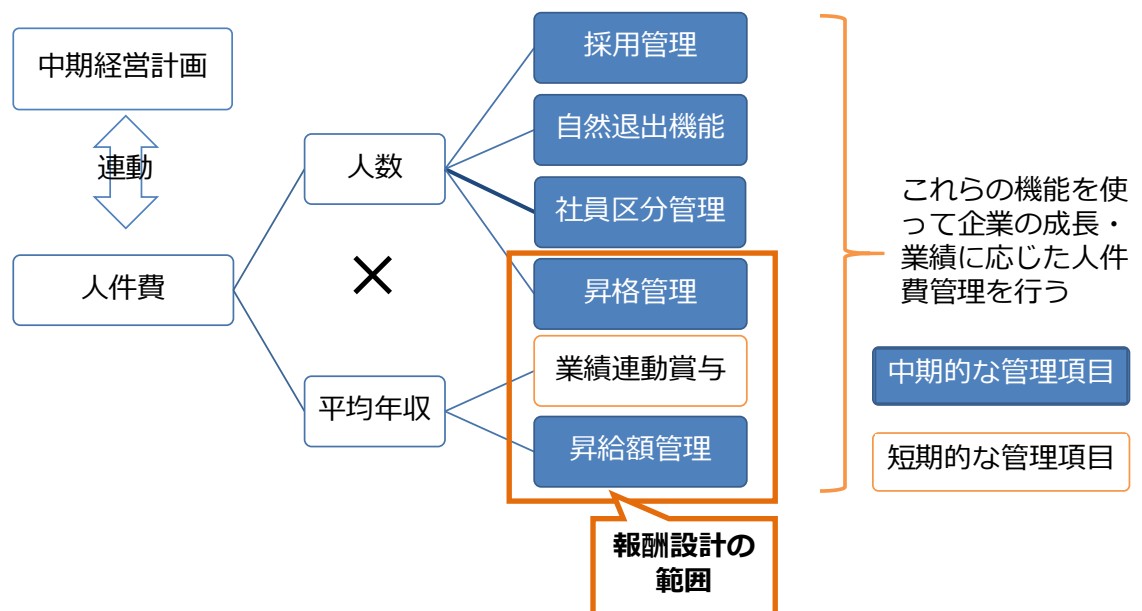 中期経営計画
連動
人件費
人数
×
平均年収
採用管理
自然退出機能
社員区分管理
昇格管理
業績連動賞与
昇給額管理
報酬設計の
範囲
これらの機能を使
って企業の成長・
業績に応じた人件
費管理を行う
中期的な管理項目
短期的な管理項目